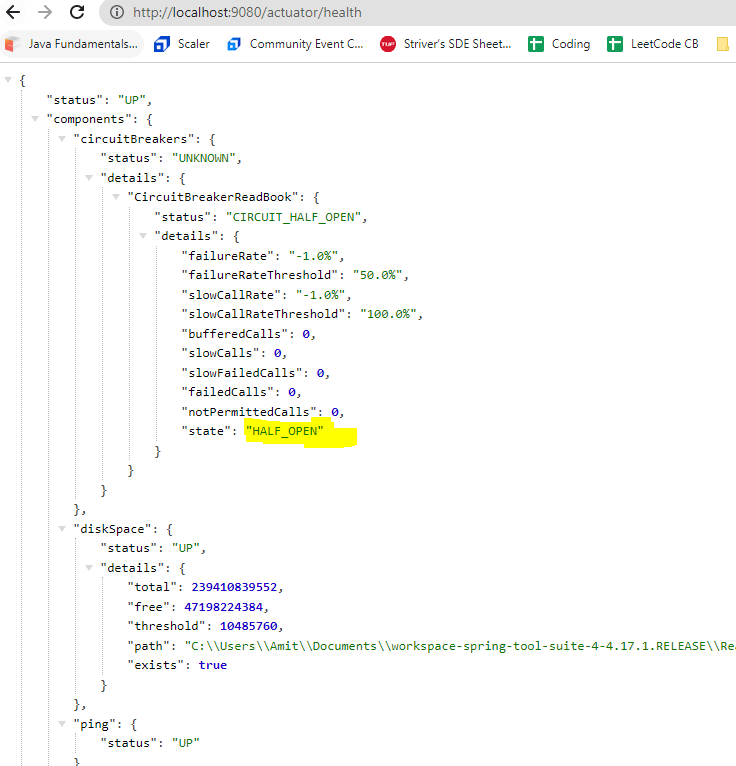 http://localhost:9080/actuator/health
Java Fundamentals... Scaler Community Event C... Striver's SDE Sheet... Coding LeetCode CB
{
"status": "UP",
"components": {
"circuitBreakers": {
"status": "UNKNOWN",
"details": {
"CircuitBreakerReadBook": {
"status": "CIRCUIT_HALF_OPEN",
"details": {
"failureRate": "-1.0%",
"failureRateThreshold": "50.0%",
"slowCallRate": "-1.0%",
"slowCallRateThreshold": "100.0%",
"bufferedCalls": 0,
"slowCalls": 0,
"slowFailedCalls": 0,
"failedCalls": 0,
"notPermittedCalls": 0,
"state": "HALF_OPEN"
}
}
}
},
"diskSpace": {
"status": "UP",
"details": {
"total": 239410839552,
"free": 47198224384,
"threshold": 10485760,
"path": "C:\\Users\\Amit\\Documents\\workspace-spring-tool-suite-4-4.17.1.RELEASE\\Rea
"exists": true
}
},
"ping": {
"status": "UP"
}